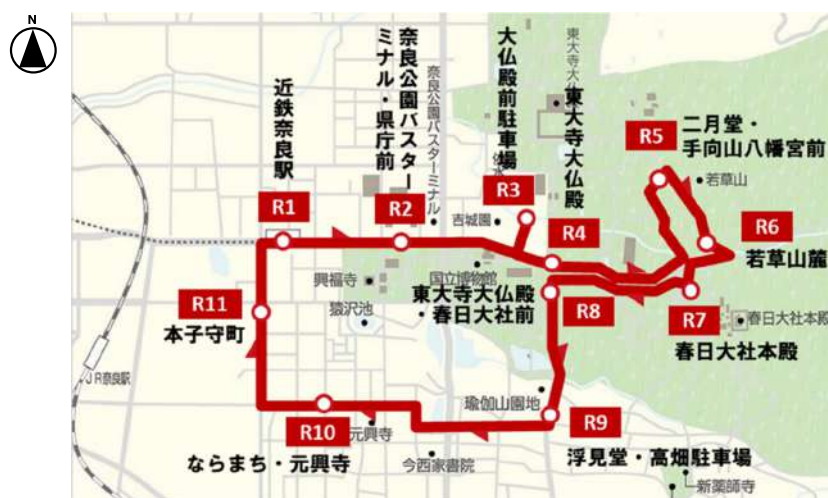 N
近鉄奈良駅
奈良公園バスター
ミナル・県庁前
奈良公園バスターミナル
大仏殿前駐車場
東大寺大仏殿
R1
R2
R3
吉城園
R4
R5
二月堂・
手向山八幡宮前
若草山
R6
若草山麓
興福寺
国立博物館
東大寺大仏殿
・春日大社前
R8
R7
春日大社本殿
春日大社本殿
R11
本子守町
猿沢池
JR奈良駅
瑜伽山園地
R9
浮見堂・高畑駐車場
R10
元興寺
ならまち・元興寺
今西家書院
新薬師寺